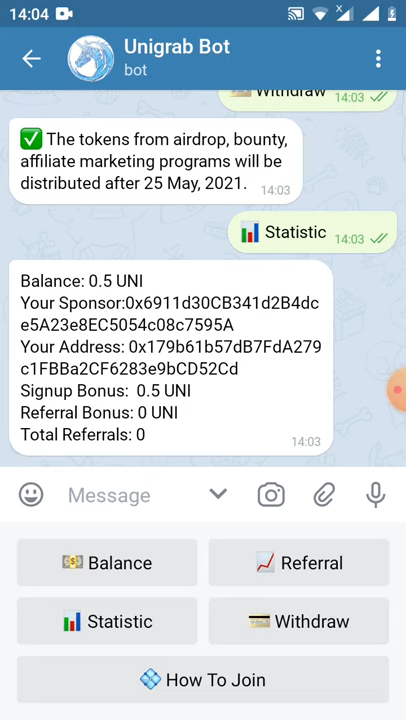 14:04
Unigrab Bot
bot
Withdraw
14:03
✅ The tokens from airdrop, bounty,
affiliate marketing programs will be
distributed after 25 May, 2021.
14:03
📊 Statistic
14:03
Balance: 0.5 UNI
Your Sponsor:0x6911d30CB341d2B4dc
e5A23e8EC5054c08c7595A
Your Address: 0x179b61b57dB7FdA279
c1FBBa2CF6283e9bCD52Cd
Signup Bonus:  0.5 UNI
Referral Bonus: 0 UNI
Total Referrals: 0
14:03
Message
💵 Balance
📈 Referral
📊 Statistic
💳 Withdraw
💠 How To Join